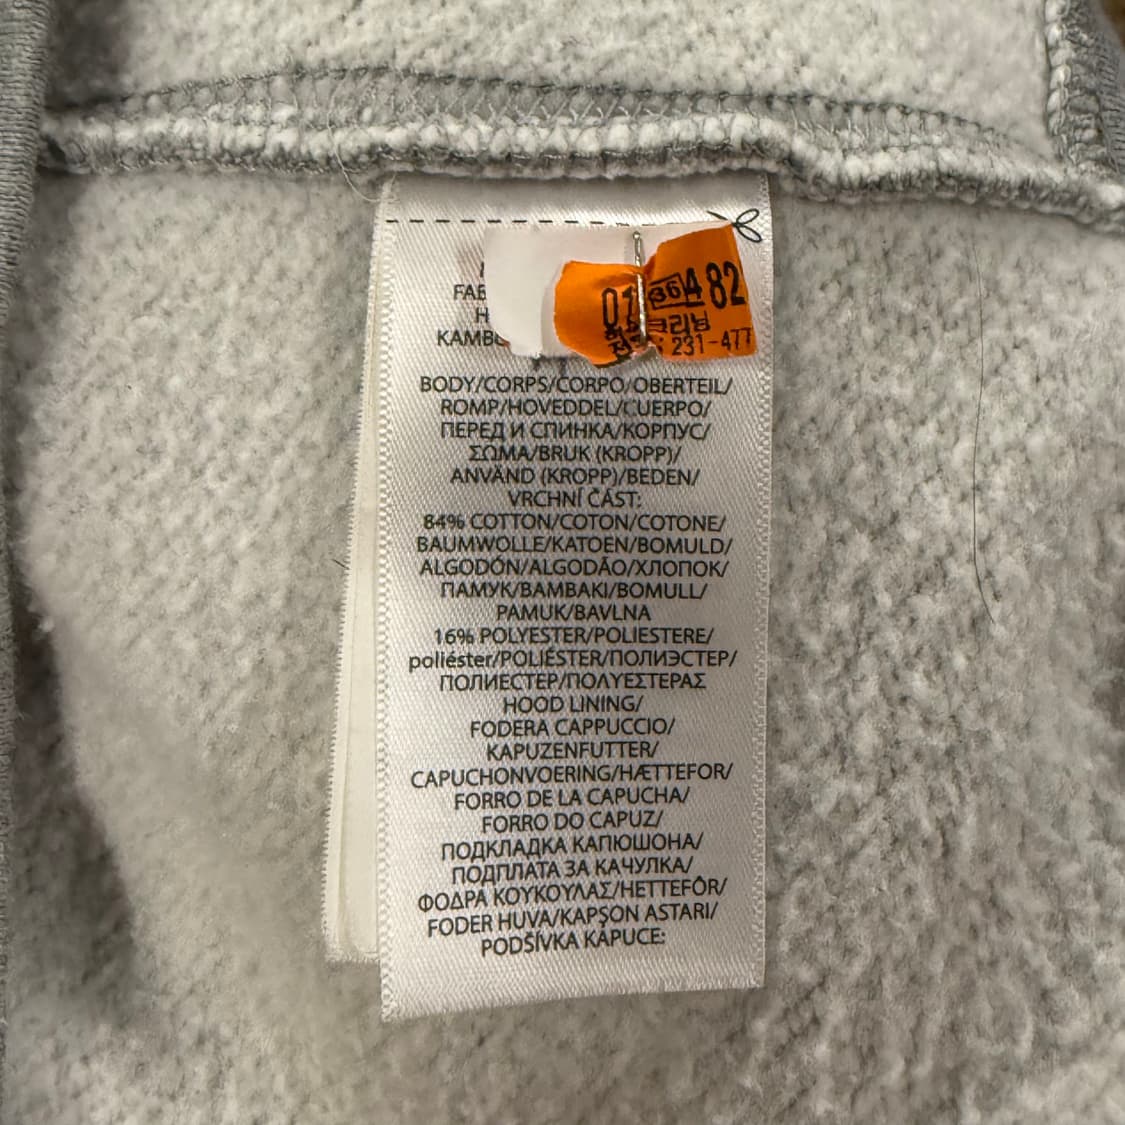 FAB
H
KAMBO
482
231-477
BODY/CORPS/CORPO/OBERTEIL/
ROMP/HOVEDDEL/CUERPO/
ПЕРЕД И СПИНКА/КОРПУС/
ΣΩΜΑ/BRUK (KROPP)/
ANVÄND (KROPP)/BEDEN/
VRCHNÍ ČÁST:
84% COTTON/COTON/COTONE/
BAUMWOLLE/KATOEN/BOMULD/
ALGODÓN/ALGODÃO/ХЛОПОК/
ПАМУК/ΒΑΜΒΑΚΙ/BOMULL/
PAMUK/BAVLNA
16% POLYESTER/POLIESTERE/
poliéster/POLIÉSTER/ПОЛИЭСТЕР/
ПОЛИЕСТЕР/ΠΟΛΥΕΣΤΕΡΑΣ
HOOD LINING/
FODERA CAPPUCCIO/
KAPUZENFUTTER/
CAPUCHONVOERING/HÆTTEFOR/
FORRO DE LA CAPUCHA/
FORRO DO CAPUZ/
ПОДКЛАДКА КАПЮШОНА/
ПОДПЛАТА ЗА КАЧУЛКА/
ΦΟΔΡΑ ΚΟΥΚΟΥΛΑΣ/HETTEFÔR/
FODER HUVA/KAPŞON ASTARI/
PODŠÍVKA KAPUCE: